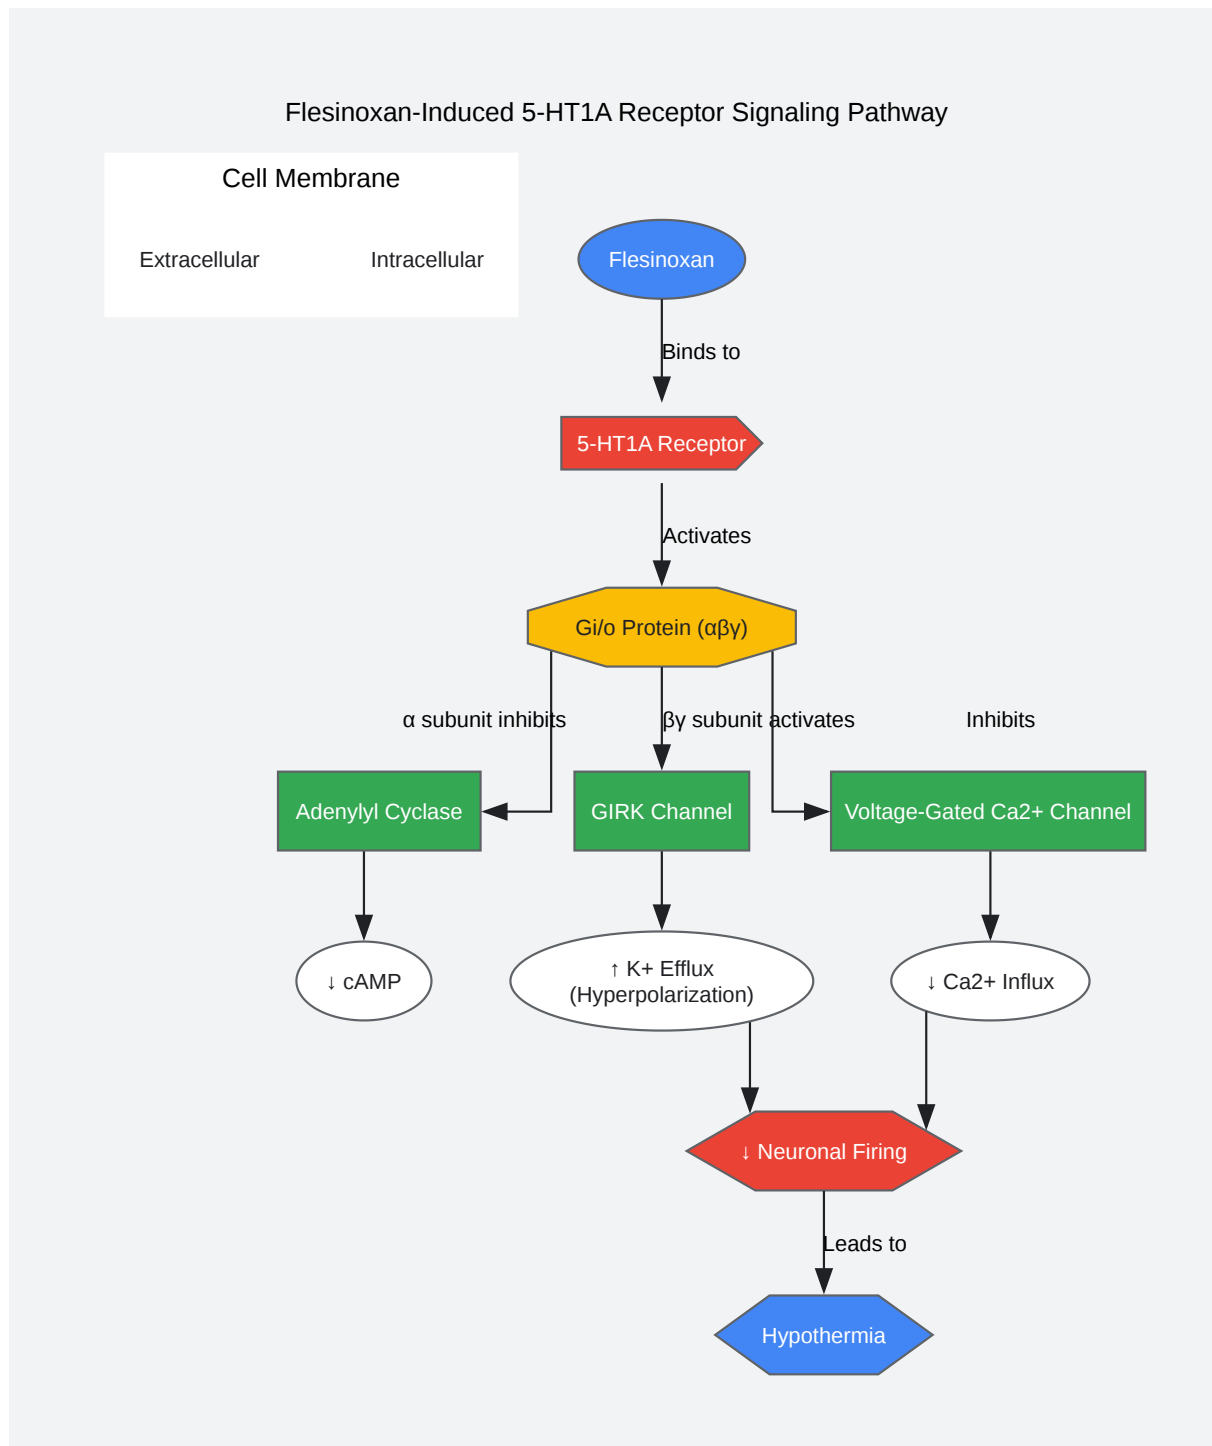 Flesinoxan-Induced 5-HT1A Receptor Signaling Pathway
Cell Membrane
Extracellular
Intracellular
Flesinoxan
Binds to
5-HT1A Receptor
Activates
Gi/o Protein (αβγ)
α subunit inhibits
βγ subunit activates
Inhibits
Adenylyl Cyclase
GIRK Channel
Voltage-Gated Ca2+ Channel
↓ cAMP
↑ K+ Efflux
(Hyperpolarization)
↓ Ca2+ Influx
↓ Neuronal Firing
Leads to
Hypothermia